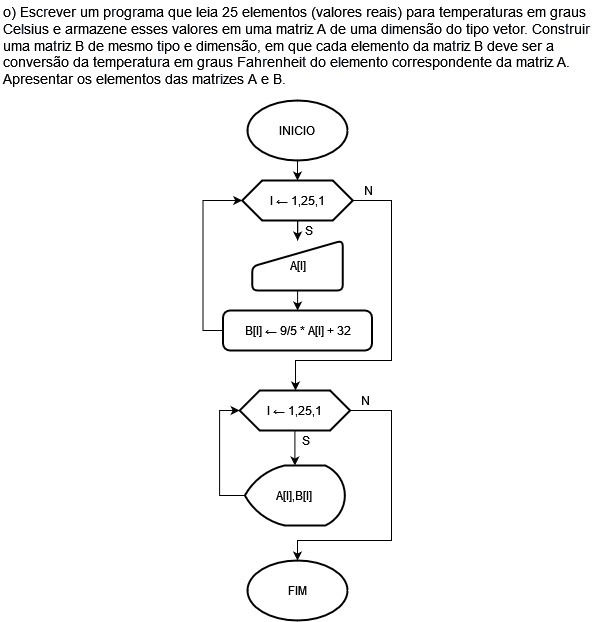 o) Escrever um programa que leia 25 elementos (valores reais) para temperaturas em graus
Celsius e armazene esses valores em uma matriz A de uma dimensão do tipo vetor. Construir
uma matriz B de mesmo tipo e dimensão, em que cada elemento da matriz B deve ser a
conversão da temperatura em graus Fahrenheit do elemento correspondente da matriz A.
Apresentar os elementos das matrizes A e B.
INICIO
I ← 1,25,1
N
S
A[I]
B[I] ← 9/5 * A[I] + 32
I ← 1,25,1
N
S
A[I],B[I]
FIM